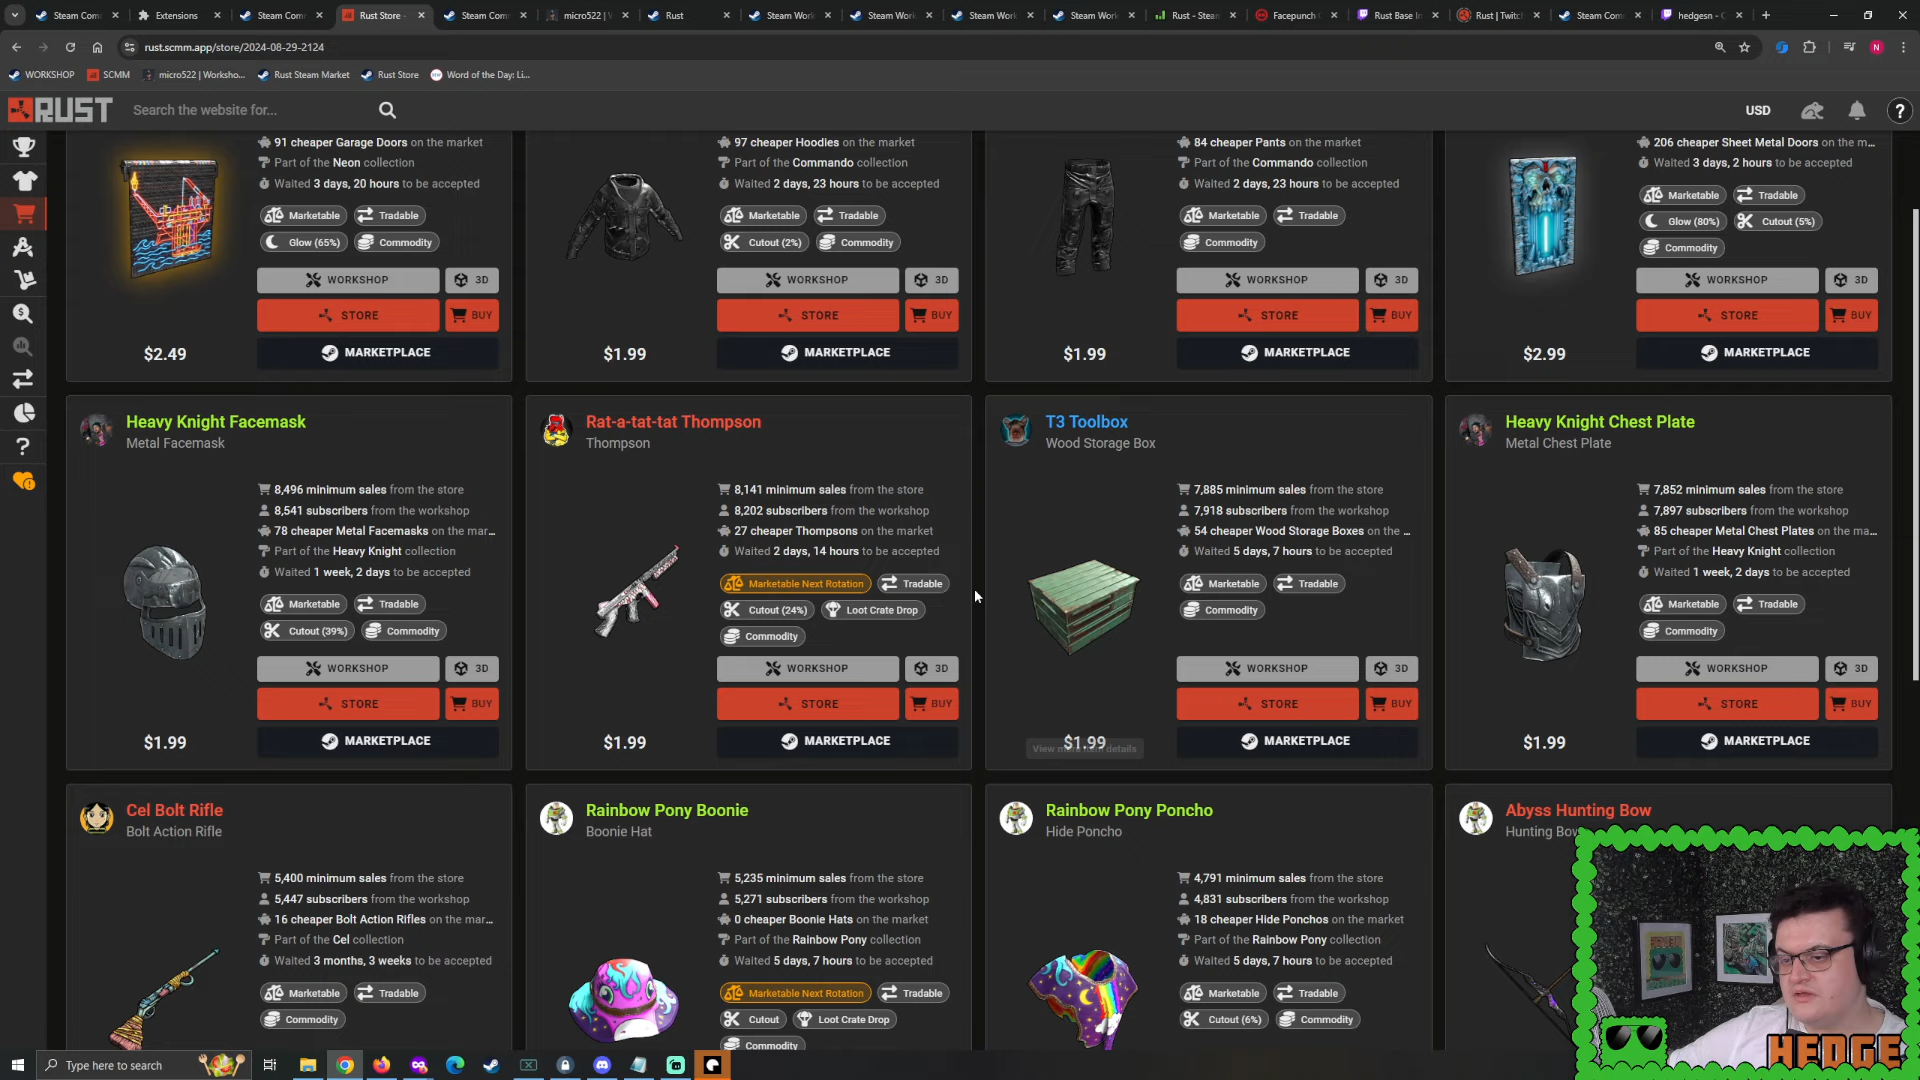 Steam Com
Extensions
Steam Com
Rust Store -
Steam Com
micro522 | V
Rust
Steam Work
Steam Work
Steam Work
Steam Work
Rust - Steam
Facepunch C
Rust Base In
Rust | Twitch
Steam Com
hedgesn - C
rust.scmm.app/store/2024-08-29-2124
N
WORKSHOP
SCMM
micro522 | Worksho...
Rust Steam Market
Rust Store
Word of the Day: Li...
RUST
Search the website for...
USD
91 cheaper Garage Doors on the market
Part of the Neon collection
Waited 3 days, 20 hours to be accepted
Marketable
Tradable
Glow (65%)
Commodity
WORKSHOP
3D
STORE
BUY
$2.49
MARKETPLACE
97 cheaper Hoodies on the market
Part of the Commando collection
Waited 2 days, 23 hours to be accepted
Marketable
Tradable
Cutout (2%)
Commodity
WORKSHOP
3D
STORE
BUY
$1.99
MARKETPLACE
84 cheaper Pants on the market
Part of the Commando collection
Waited 2 days, 23 hours to be accepted
Marketable
Tradable
Commodity
WORKSHOP
3D
STORE
BUY
$1.99
MARKETPLACE
206 cheaper Sheet Metal Doors on the m...
Waited 3 days, 2 hours to be accepted
Marketable
Tradable
Glow (80%)
Cutout (5%)
Commodity
WORKSHOP
3D
STORE
BUY
$2.99
MARKETPLACE
Heavy Knight Facemask
Metal Facemask
8,496 minimum sales from the store
8,541 subscribers from the workshop
78 cheaper Metal Facemasks on the mar...
Part of the Heavy Knight collection
Waited 1 week, 2 days to be accepted
Marketable
Tradable
Cutout (39%)
Commodity
WORKSHOP
3D
STORE
BUY
$1.99
MARKETPLACE
Rat-a-tat-tat Thompson
Thompson
8,141 minimum sales from the store
8,202 subscribers from the workshop
27 cheaper Thompsons on the market
Waited 2 days, 14 hours to be accepted
Marketable Next Rotation
Tradable
Cutout (24%)
Loot Crate Drop
Commodity
WORKSHOP
3D
STORE
BUY
$1.99
MARKETPLACE
T3 Toolbox
Wood Storage Box
7,885 minimum sales from the store
7,918 subscribers from the workshop
54 cheaper Wood Storage Boxes on the ...
Waited 5 days, 7 hours to be accepted
Marketable
Tradable
Commodity
WORKSHOP
3D
STORE
BUY
$1.99
View more item details
MARKETPLACE
Heavy Knight Chest Plate
Metal Chest Plate
7,852 minimum sales from the store
7,897 subscribers from the workshop
85 cheaper Metal Chest Plates on the ma...
Part of the Heavy Knight collection
Waited 1 week, 2 days to be accepted
Marketable
Tradable
Commodity
WORKSHOP
3D
STORE
BUY
$1.99
MARKETPLACE
Cel Bolt Rifle
Bolt Action Rifle
5,400 minimum sales from the store
5,447 subscribers from the workshop
16 cheaper Bolt Action Rifles on the mar...
Part of the Cel collection
Waited 3 months, 3 weeks to be accepted
Marketable
Tradable
Commodity
Rainbow Pony Boonie
Boonie Hat
5,235 minimum sales from the store
5,271 subscribers from the workshop
0 cheaper Boonie Hats on the market
Part of the Rainbow Pony collection
Waited 5 days, 7 hours to be accepted
Marketable Next Rotation
Tradable
Cutout
Loot Crate Drop
Commodity
Rainbow Pony Poncho
Hide Poncho
4,791 minimum sales from the store
4,831 subscribers from the workshop
18 cheaper Hide Ponchos on the market
Part of the Rainbow Pony collection
Waited 5 days, 7 hours to be accepted
Marketable
Tradable
Cutout (6%)
Commodity
Abyss Hunting Bow
Hunting Bow
HEDGE
Type here to search